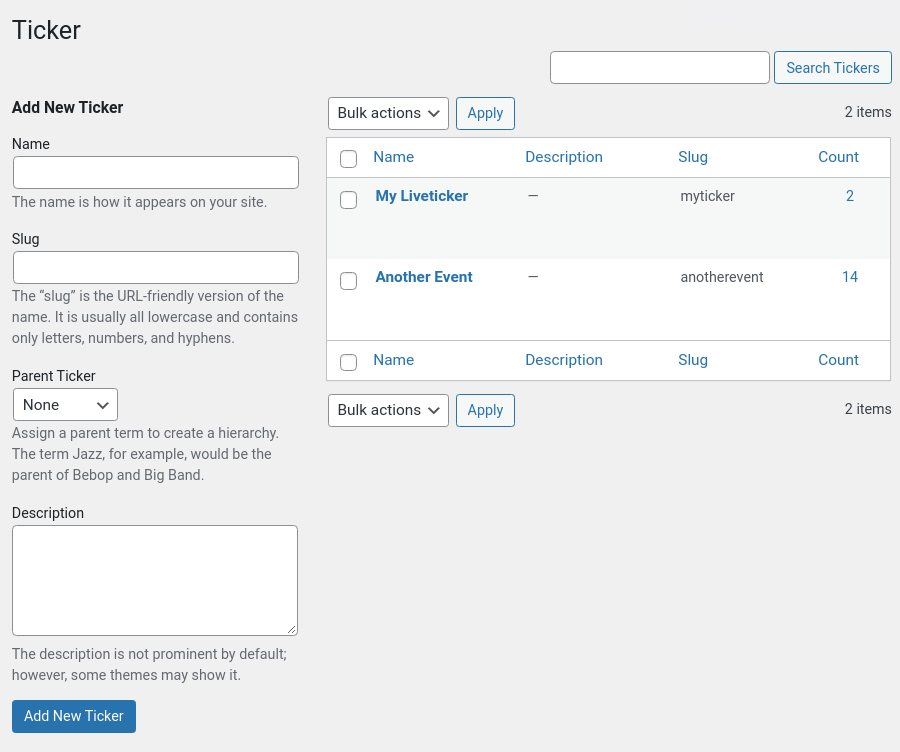 Ticker
Search Tickers
Add New Ticker
Name
The name is how it appears on your site.
Slug
The “slug” is the URL-friendly version of the
name. It is usually all lowercase and contains
only letters, numbers, and hyphens.
Parent Ticker
None
Assign a parent term to create a hierarchy.
The term Jazz, for example, would be the
parent of Bebop and Big Band.
Description
The description is not prominent by default;
however, some themes may show it.
Add New Ticker
Bulk actions Apply 2 items
Name Description Slug Count
My Liveticker — myticker 2
Another Event — anotherevent 14
Name Description Slug Count
Bulk actions Apply 2 items